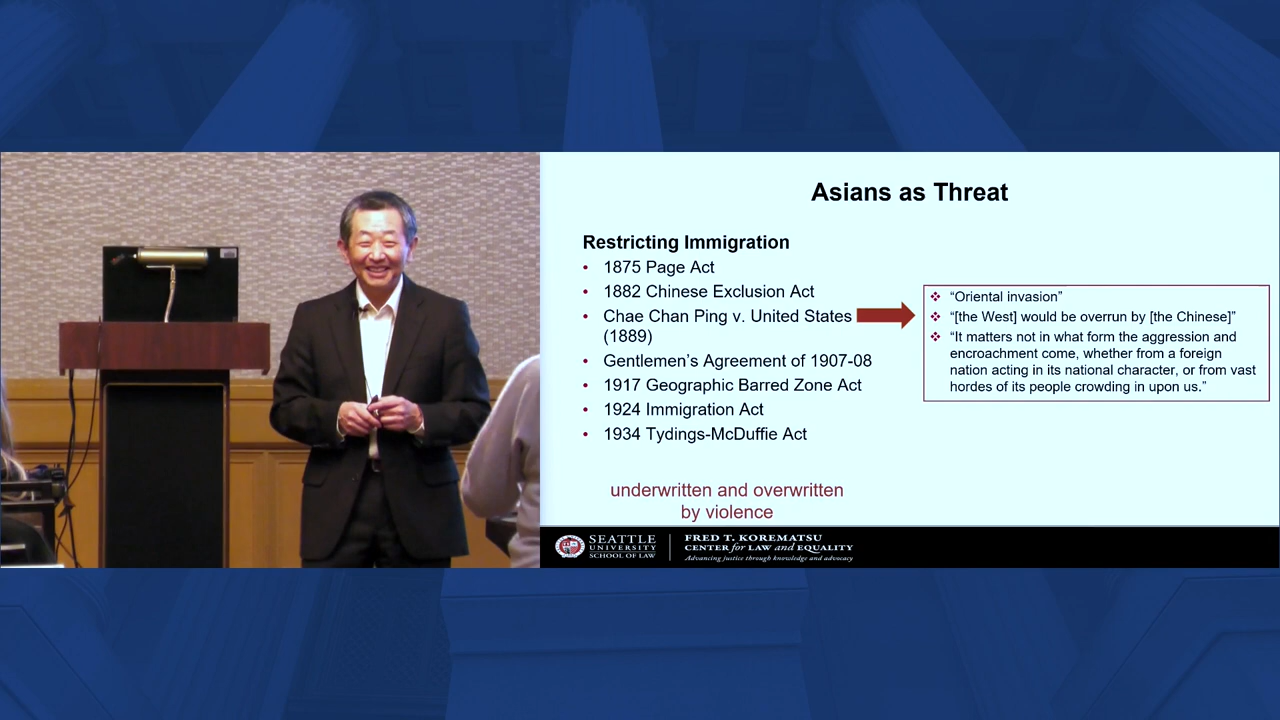 Asians as Threat
Restricting Immigration
• 1875 Page Act
• 1882 Chinese Exclusion Act
• Chae Chan Ping v. United States
(1889)
• Gentlemen’s Agreement of 1907-08
• 1917 Geographic Barred Zone Act
• 1924 Immigration Act
• 1934 Tydings-McDuffie Act
❖ “Oriental invasion”
❖ “[the West] would be overrun by [the Chinese]”
❖ “It matters not in what form the aggression and
encroachment come, whether from a foreign
nation acting in its national character, or from vast
hordes of its people crowding in upon us.”
underwritten and overwritten
by violence
SEATTLE
UNIVERSITY
SCHOOL OF LAW
FRED T. KOREMATSU
CENTER for LAW and EQUALITY
Advancing justice through knowledge and advocacy